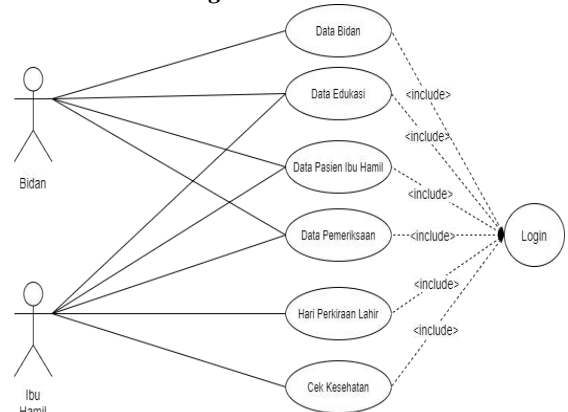 Data Bidan
Data Edukasi
<include>
<include>
Data Pasien Ibu Hamil
Bidan
<include>
Data Pemeriksaan
<include>
Login
<include>
Hari Perkiraan Lahir
<include>
Cek Kesehatan
Ibu
Hamil